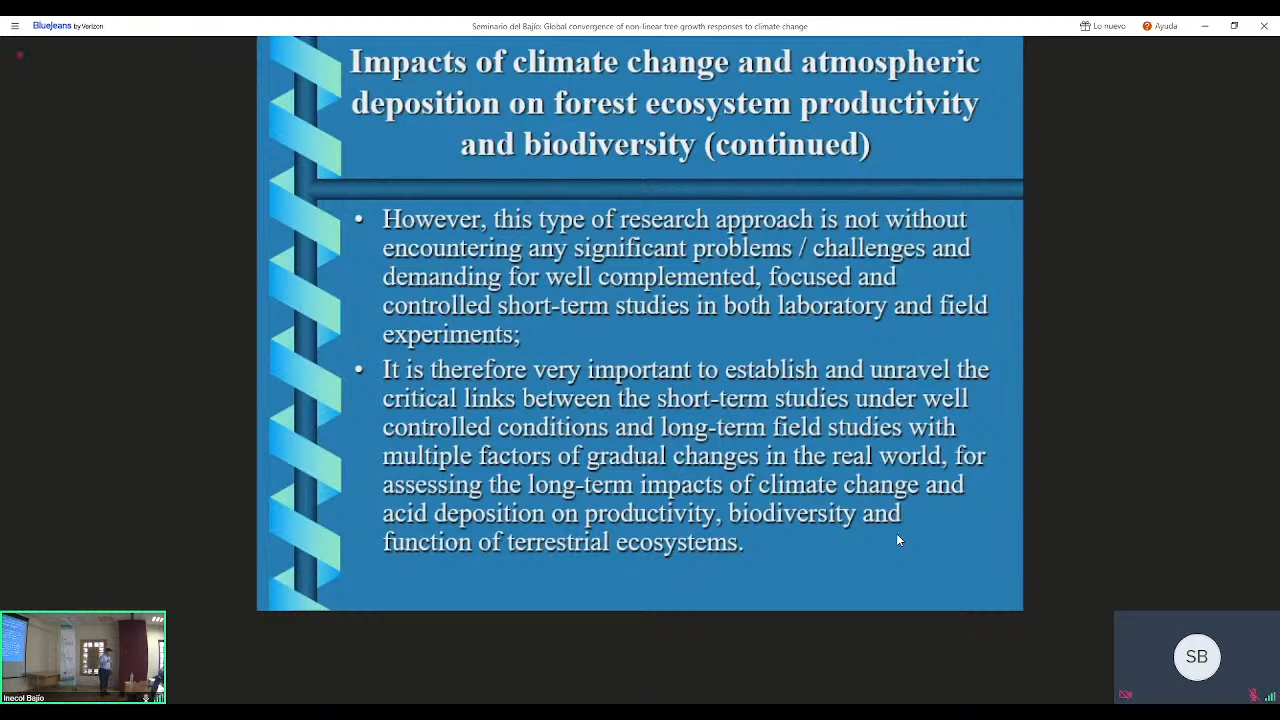 BlueJeans by Verizon
Seminario del Bajío: Global convergence of non-linear tree growth responses to climate change
Lo nuevo
Ayuda
Impacts of climate change and atmospheric
deposition on forest ecosystem productivity
and biodiversity (continued)
• However, this type of research approach is not without
encountering any significant problems / challenges and
demanding for well complemented, focused and
controlled short-term studies in both laboratory and field
experiments;
• It is therefore very important to establish and unravel the
critical links between the short-term studies under well
controlled conditions and long-term field studies with
multiple factors of gradual changes in the real world, for
assessing the long-term impacts of climate change and
acid deposition on productivity, biodiversity and
function of terrestrial ecosystems.
Inecol Bajío
SB